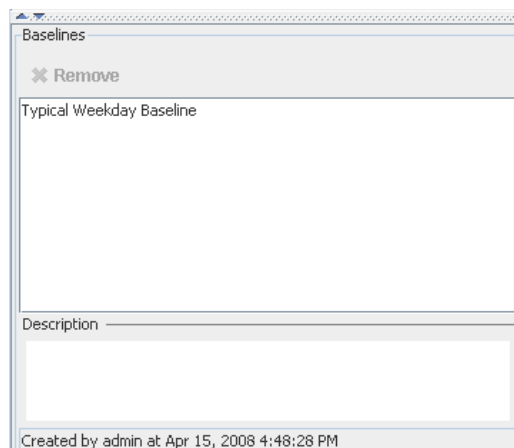 Baselines
Remove
Typical Weekday Baseline
Description
Created by admin at Apr 15, 2008 4:48:28 PM